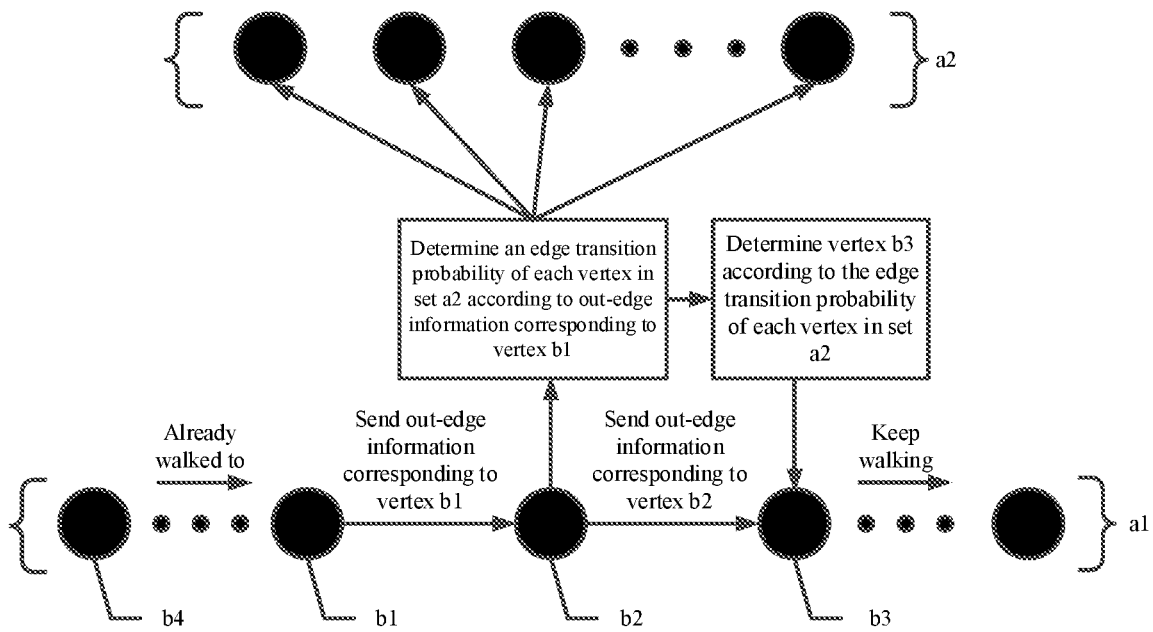 a2
Determine an edge transition
probability of each vertex in
set a2 according to out-edge
information corresponding to
vertex b1
Determine vertex b3
according to the edge
transition probability
of each vertex in set
a2
Already
walked to
Send out-edge
information
corresponding to
vertex b1
Send out-edge
information
corresponding to
vertex b2
Keep
walking
a1
b4
b1
b2
b3